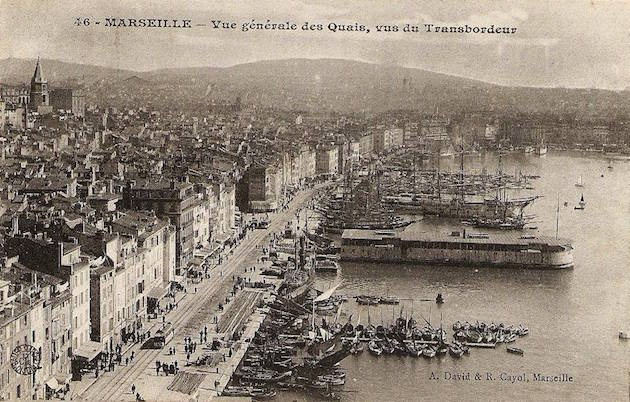 46 - MARSEILLE - Vue générale des Quais, vus du Transbordeur
A. David & R. Cayol, Marseille